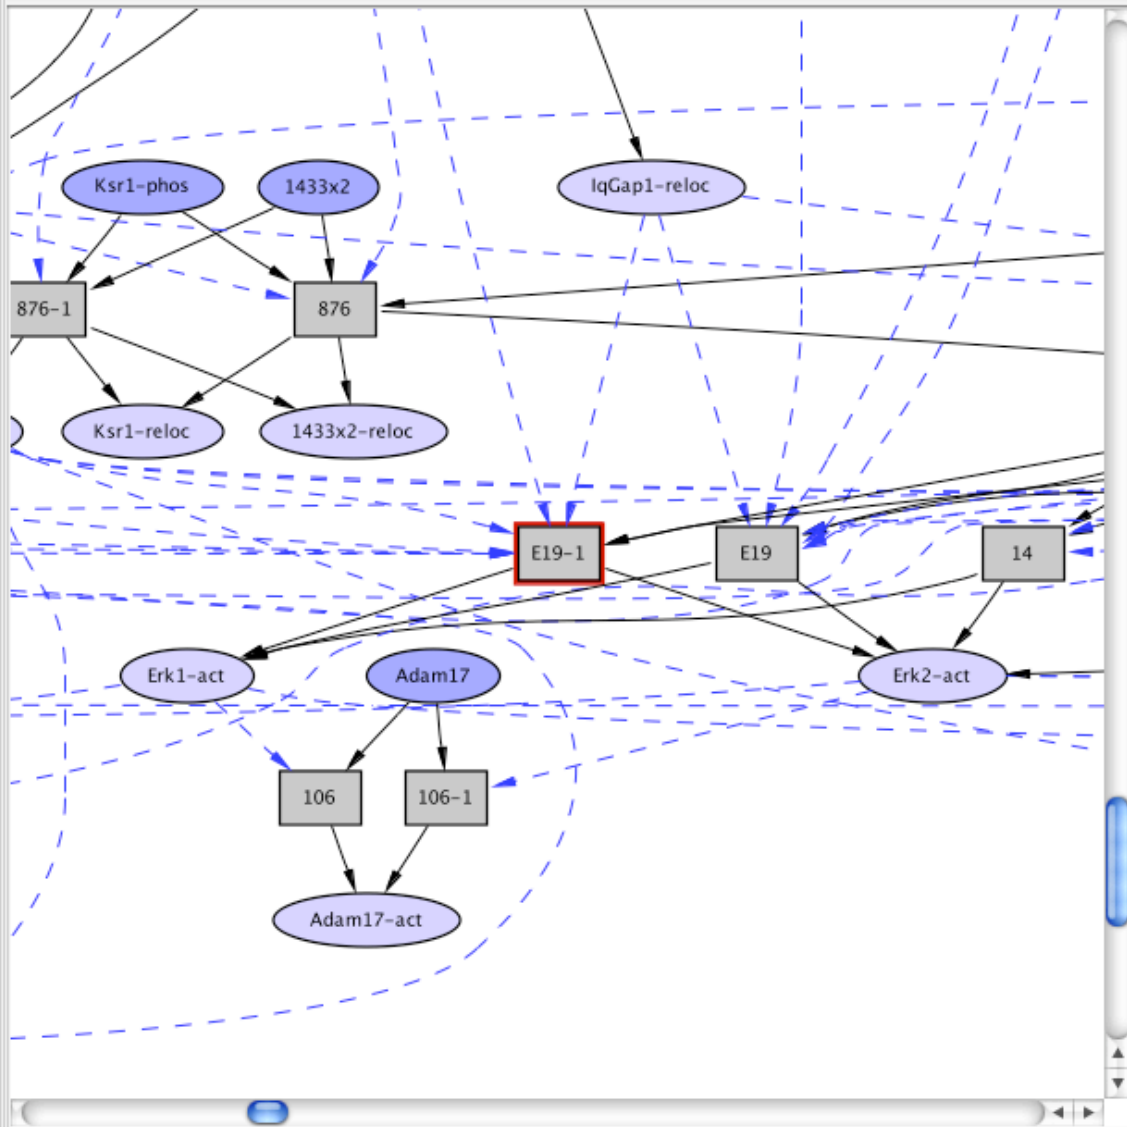 Ksr1-phos
1433x2
IqGap1-reloc
876-1
876
Ksr1-reloc
1433x2-reloc
E19-1
E19
14
Erk1-act
Adam17
Erk2-act
106
106-1
Adam17-act